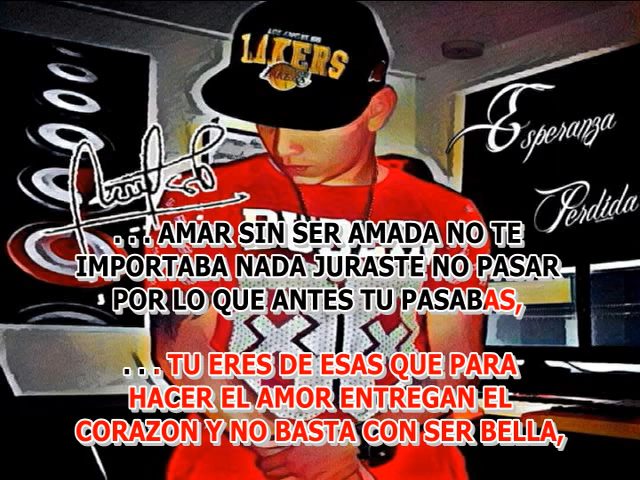 LAKERS
Esperanza
Perdida
. . . AMAR SIN SER AMADA NO TE
IMPORTABA NADA JURASTE NO PASAR
POR LO QUE ANTES TU PASABAS,
. . . TU ERES DE ESAS QUE PARA
HACER EL AMOR ENTREGAN EL
CORAZON Y NO BASTA CON SER BELLA,